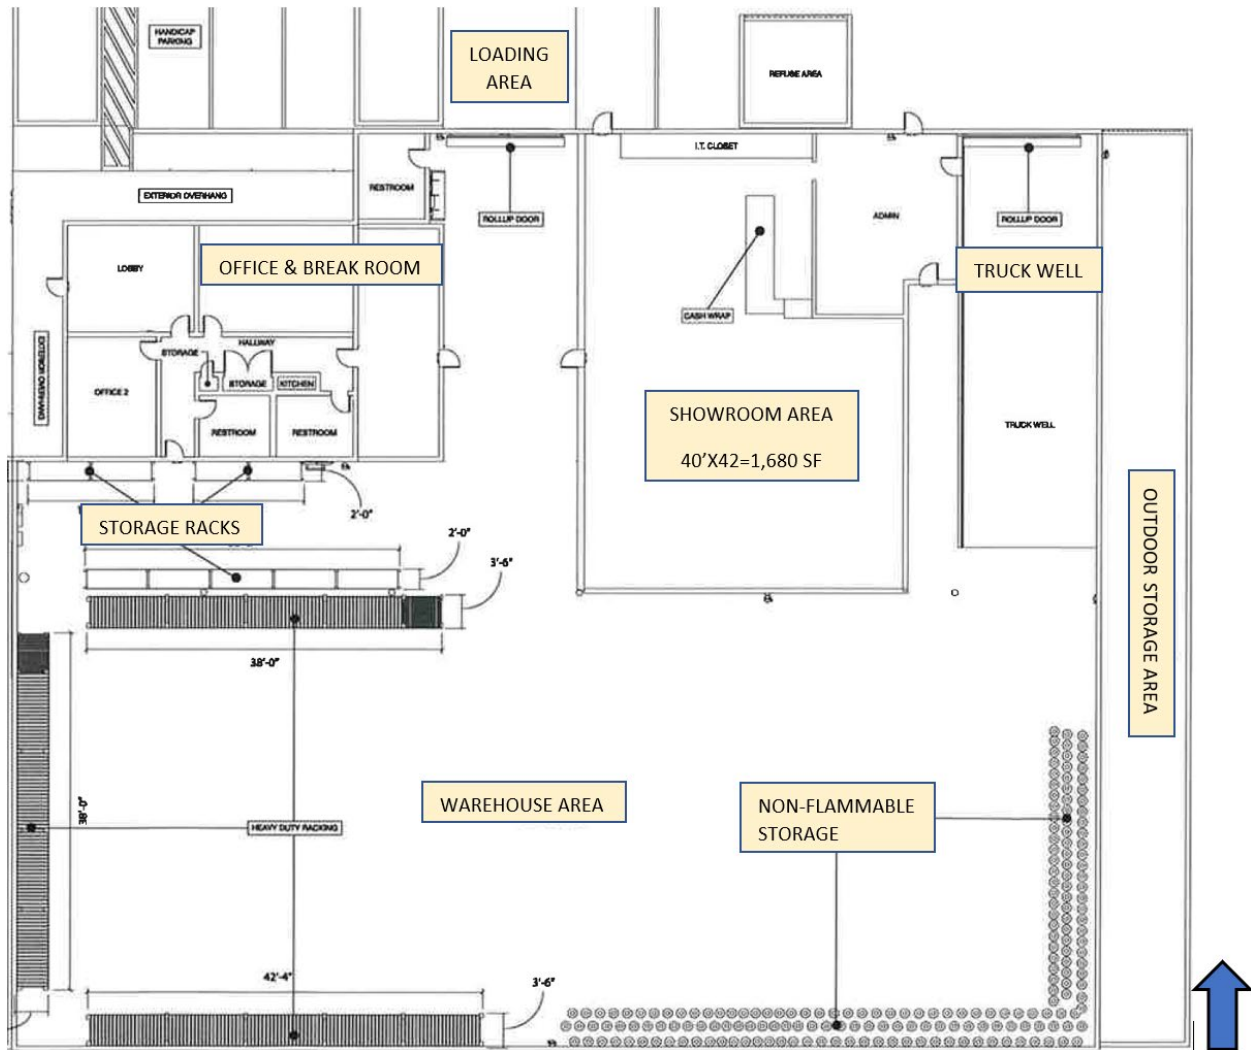 HANDICAP
PARKING
LOADING
AREA
REFUSE AREA
I.T. CLOSET
RESTROOM
EXTERIOR OVERHANG
ROLLUP DOOR
ADMIN
ROLLUP DOOR
LOBBY
OFFICE & BREAK ROOM
TRUCK WELL
CASH WRAP
EXTERIOR OVERHANG
STORAGE
HALLWAY
STORAGE
KITCHEN
OFFICE 2
RESTROOM
RESTROOM
SHOWROOM AREA
40'X42=1,680 SF
TRUCK WELL
OUTDOOR STORAGE AREA
2'-0"
STORAGE RACKS
2'-0"
3'-6"
38'-0"
38'-0"
HEAVY DUTY RACKING
WAREHOUSE AREA
NON-FLAMMABLE
STORAGE
42'-4"
3'-6"